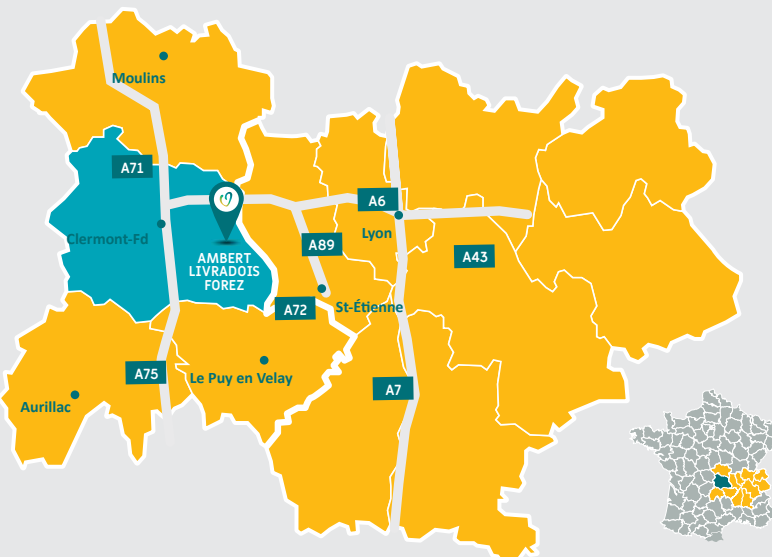 Moulins
A71
A6
Clermont-Fd
Lyon
A89
A43
AMBERT
LIVRADOIS
FOREZ
A72
St-Étienne
A75
Le Puy en Velay
A7
Aurillac